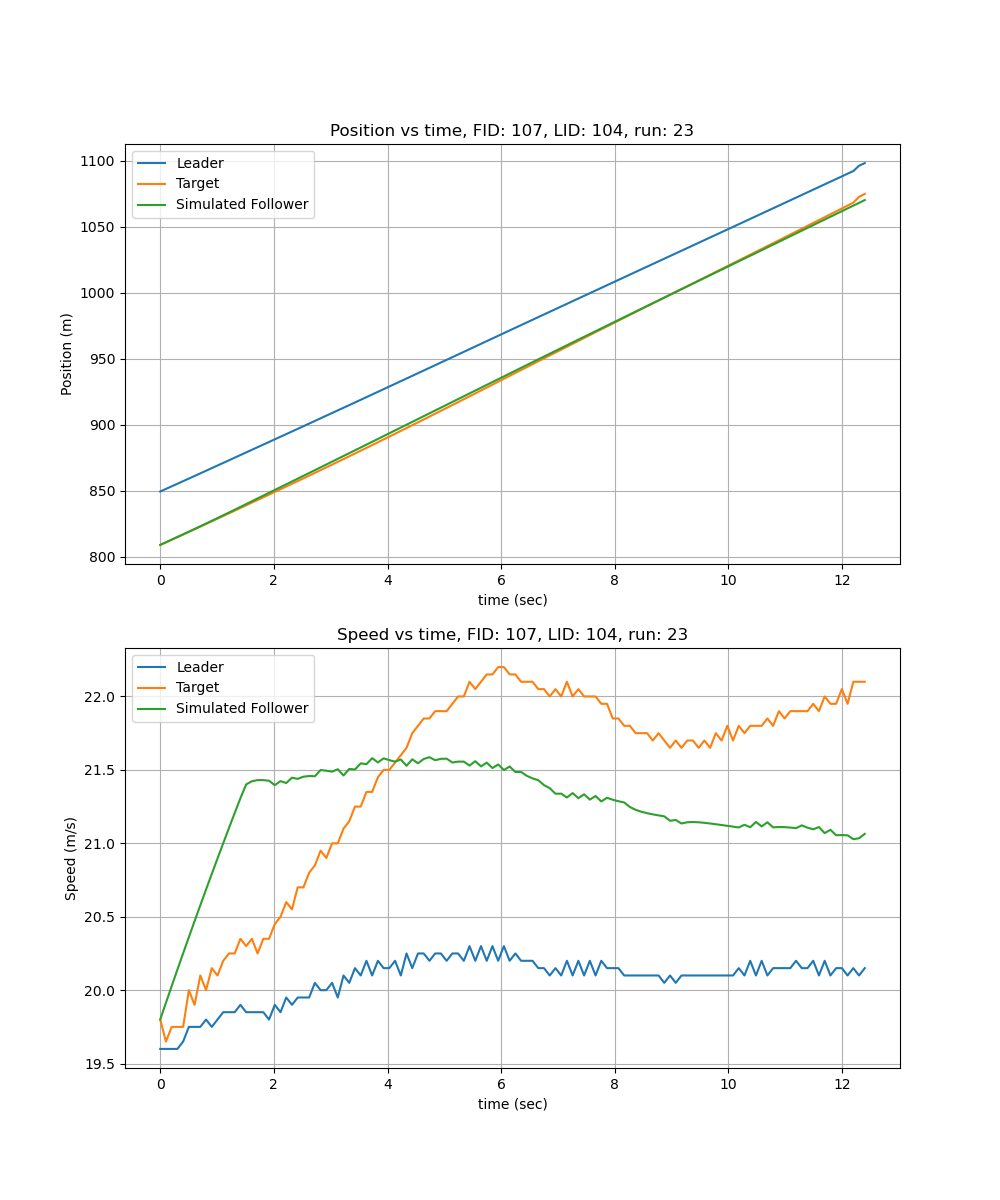 Position vs time, FID: 107, LID: 104, run: 23
Leader
Target
Simulated Follower
1100
1050
1000
950
900
850
800
Position (m)
0 2 4 6 8 10 12
time (sec)
Speed vs time, FID: 107, LID: 104, run: 23
Leader
Target
Simulated Follower
22.0
21.5
21.0
20.5
20.0
19.5
Speed (m/s)
0 2 4 6 8 10 12
time (sec)